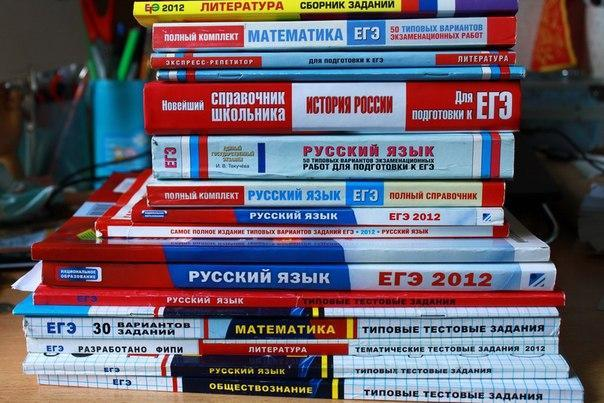 ЕГЭ 2012 ЛИТЕРАТУРА СБОРНИК ЗАДАНИЙ
ПОЛНЫЙ КОМПЛЕКТ МАТЕМАТИКА ЕГЭ 50 ТИПОВЫХ ВАРИАНТОВ
ЭКЗАМЕНАЦИОННЫХ РАБОТ
ЭКСПРЕСС-РЕПЕТИТОР ДЛЯ ПОДГОТОВКИ К ЕГЭ ЛИТЕРАТУРА
Новейший справочник
школьника
ИСТОРИЯ РОССИИ
Для
подготовки к ЕГЭ
ЕГЭ
ЕДИНЫЙ
ГОСУДАРСТВЕННЫЙ
ЭКЗАМЕН
РУССКИЙ ЯЗЫК
50 ТИПОВЫХ ВАРИАНТОВ ЭКЗАМЕНАЦИОННЫХ
РАБОТ ДЛЯ ПОДГОТОВКИ К ЕГЭ
ПОЛНЫЙ КОМПЛЕКТ РУССКИЙ ЯЗЫК ЕГЭ ПОЛНЫЙ СПРАВОЧНИК
РУССКИЙ ЯЗЫК ЕГЭ 2012
САМОЕ ПОЛНОЕ ИЗДАНИЕ ТИПОВЫХ ВАРИАНТОВ ЗАДАНИЙ ЕГЭ • 2012 • РУССКИЙ ЯЗЫК
НАЦИОНАЛЬНОЕ
ОБРАЗОВАНИЕ
РУССКИЙ ЯЗЫК ЕГЭ 2012
ЕГЭ РУССКИЙ ЯЗЫК ТИПОВЫЕ ТЕСТОВЫЕ ЗАДАНИЯ
ЕГЭ 30 ВАРИАНТОВ
ЗАДАНИЙ
МАТЕМАТИКА ТИПОВЫЕ ТЕСТОВЫЕ ЗАДАНИЯ
ЕГЭ РАЗРАБОТАНО ФИПИ ЛИТЕРАТУРА ТЕМАТИЧЕСКИЕ ТЕСТОВЫЕ ЗАДАНИЯ 2012
ЕГЭ РУССКИЙ ЯЗЫК ТИПОВЫЕ ТЕСТОВЫЕ ЗАДАНИЯ
ЕГЭ ОБЩЕСТВОЗНАНИЕ ТИПОВЫЕ ТЕСТОВЫЕ ЗАДАНИЯ